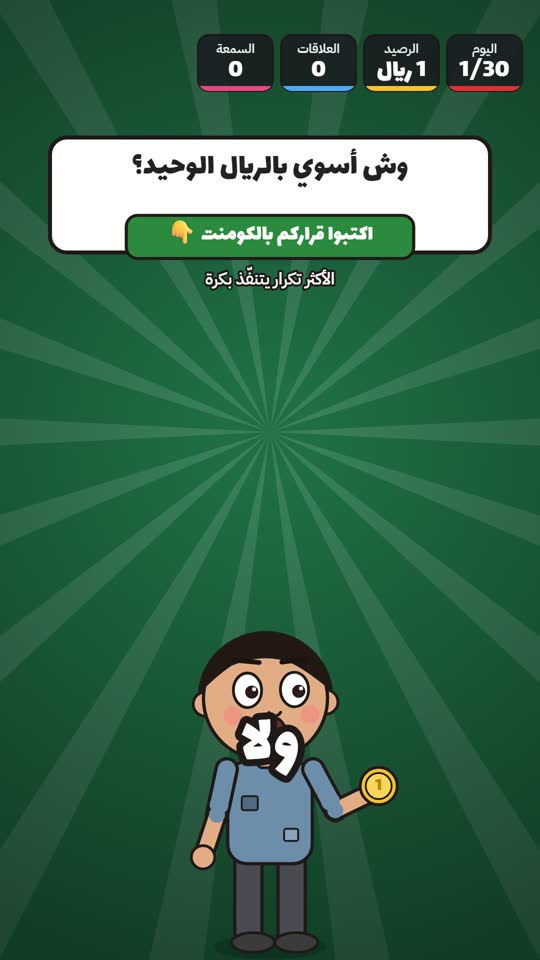 اليوم
1/30
الرصيد
1 ريال
العلاقات
0
السمعة
0
وش أسوي بالريال الوحيد؟
اكتبوا قراركم بالكومنت 👇
الأكثر تكرار يتنفّذ بكرة
ولا
1